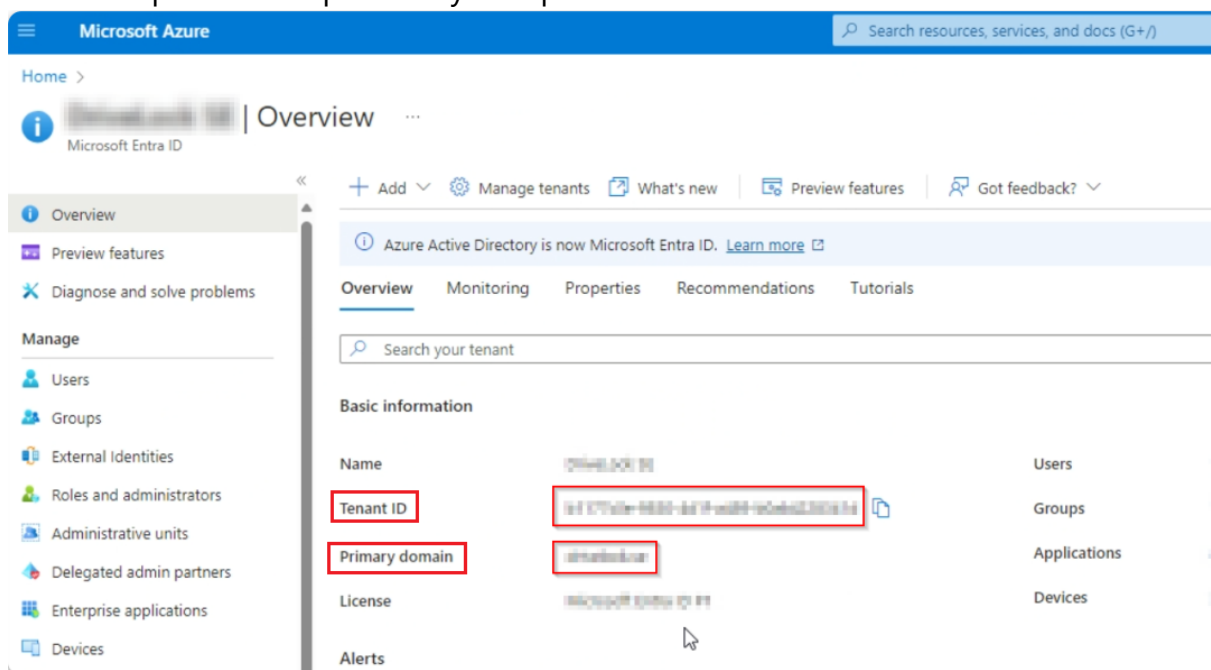 Microsoft Azure
Search resources, services, and docs (G+/)
Home >
| Overview ...
Microsoft Entra ID
«
+ Add Manage tenants What's new Preview features Got feedback?
Overview
Preview features
Diagnose and solve problems
Manage
Users
Groups
External Identities
Roles and administrators
Administrative units
Delegated admin partners
Enterprise applications
Devices
Azure Active Directory is now Microsoft Entra ID. Learn more
Overview Monitoring Properties Recommendations Tutorials
Search your tenant
Basic information
Name Users
Tenant ID Groups
Primary domain Applications
License Devices
Alerts